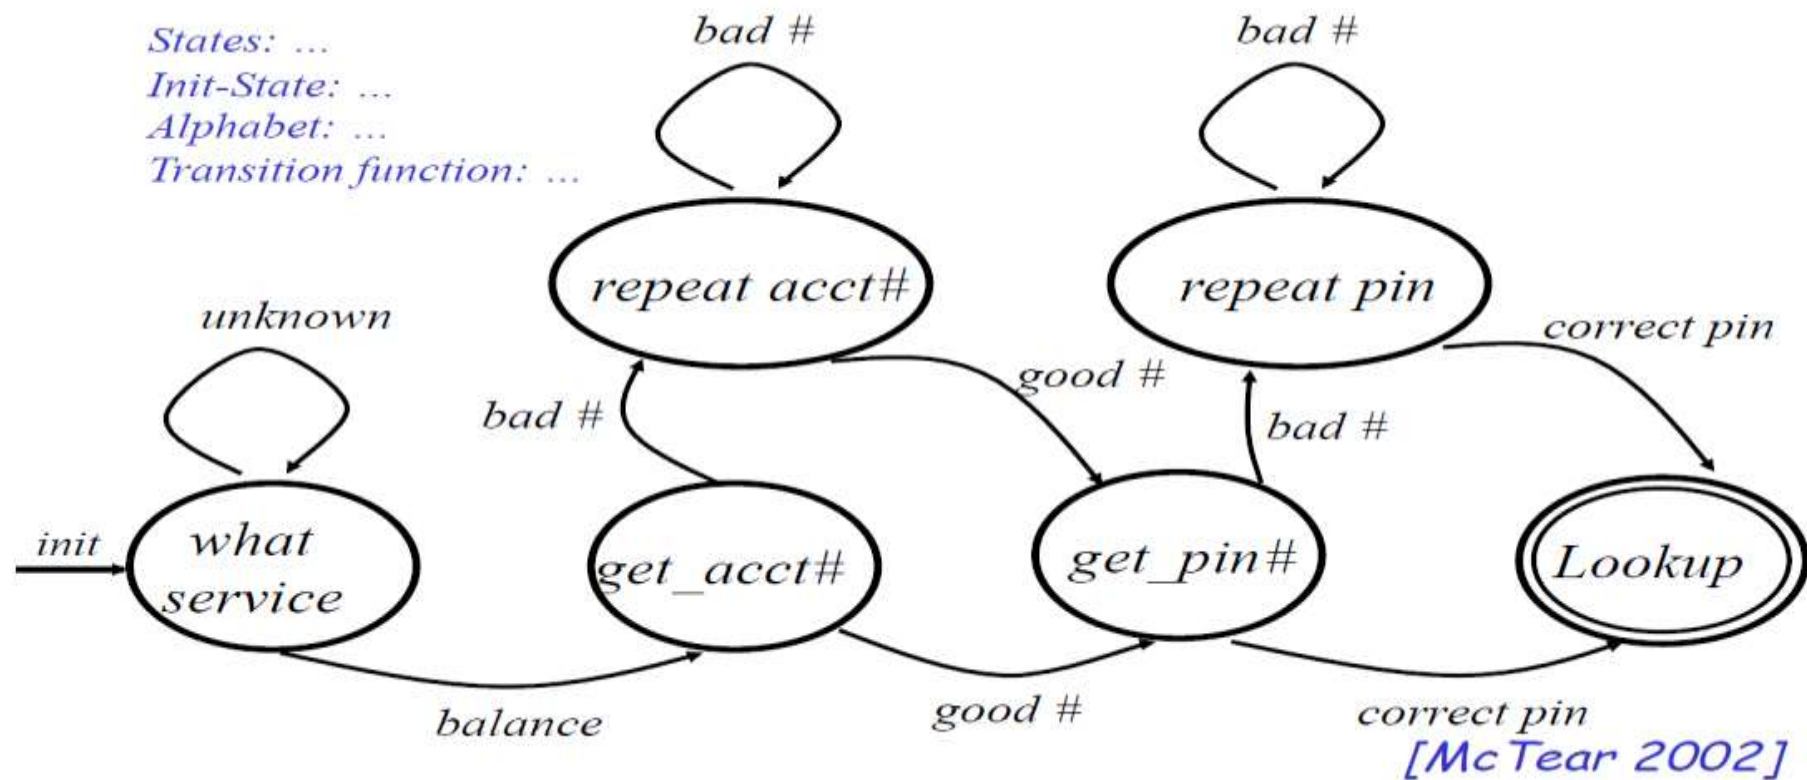 States: ...
Init-State: ...
Alphabet: ...
Transition function: ...
bad #
bad #
repeat acct#
repeat pin
unknown
correct pin
good #
bad #
bad #
init
what
service
get_acct#
get_pin#
Lookup
balance
good #
correct pin
[McTear 2002]